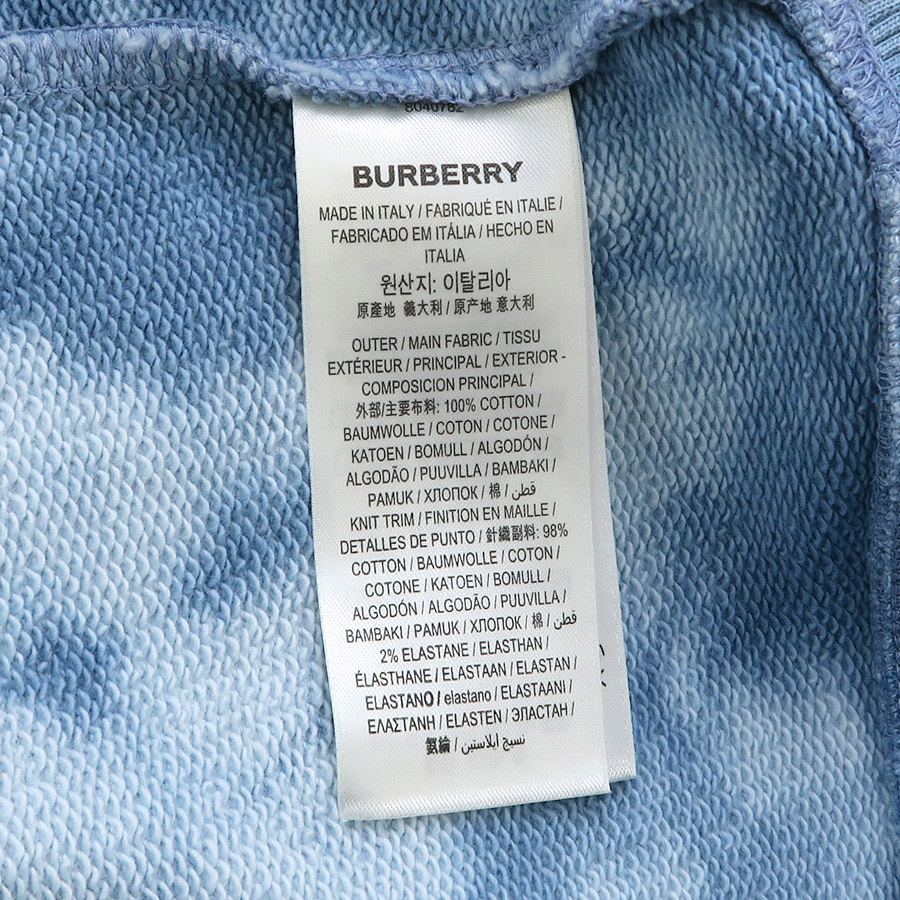 8040782
BURBERRY
MADE IN ITALY / FABRIQUÉ EN ITALIE /
FABRICADO EM ITÁLIA / HECHO EN
ITALIA
원산지: 이탈리아
原產地 義大利 / 原产地 意大利
OUTER / MAIN FABRIC / TISSU
EXTÉRIEUR / PRINCIPAL / EXTERIOR -
COMPOSICION PRINCIPAL /
外部/主要布料: 100% COTTON /
BAUMWOLLE / COTON / COTONE /
KATOEN / BOMULL / ALGODÓN /
ALGODÃO / PUUVILLA / BAMBAKI /
PAMUK / ХЛОПОК / 棉 / قطن
KNIT TRIM / FINITION EN MAILLE /
DETALLES DE PUNTO / 針織副料: 98%
COTTON / BAUMWOLLE / COTON /
COTONE / KATOEN / BOMULL /
ALGODÓN / ALGODÃO / PUUVILLA /
BAMBAKI / PAMUK / ХЛОПОК / 棉 / قطن
2% ELASTANE / ELASTHAN /
ÉLASTHANE / ELASTAAN / ELASTAN /
ELASTANO / elastano / ELASTAANI /
ΕΛΑΣΤΑΝΗ / ELASTEN / ЭЛАСТАН /
氨綸 / نسيج ايلاستين